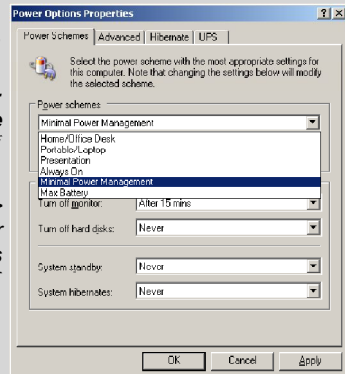 Power Options Properties
Power Schemes Advanced Hibernate UPS
Select the power scheme with the most appropriate settings for
this computer. Note that changing the settings below will modify
the selected scheme.
Power schemes
Minimal Power Management
Home/Office Desk
Portable/Laptop
Presentation
Always On
Minimal Power Management
Max Battery
Turn off monitor: After 15 mins
Turn off hard disks: Never
System standby: Never
System hibernates: Never
OK Cancel Apply